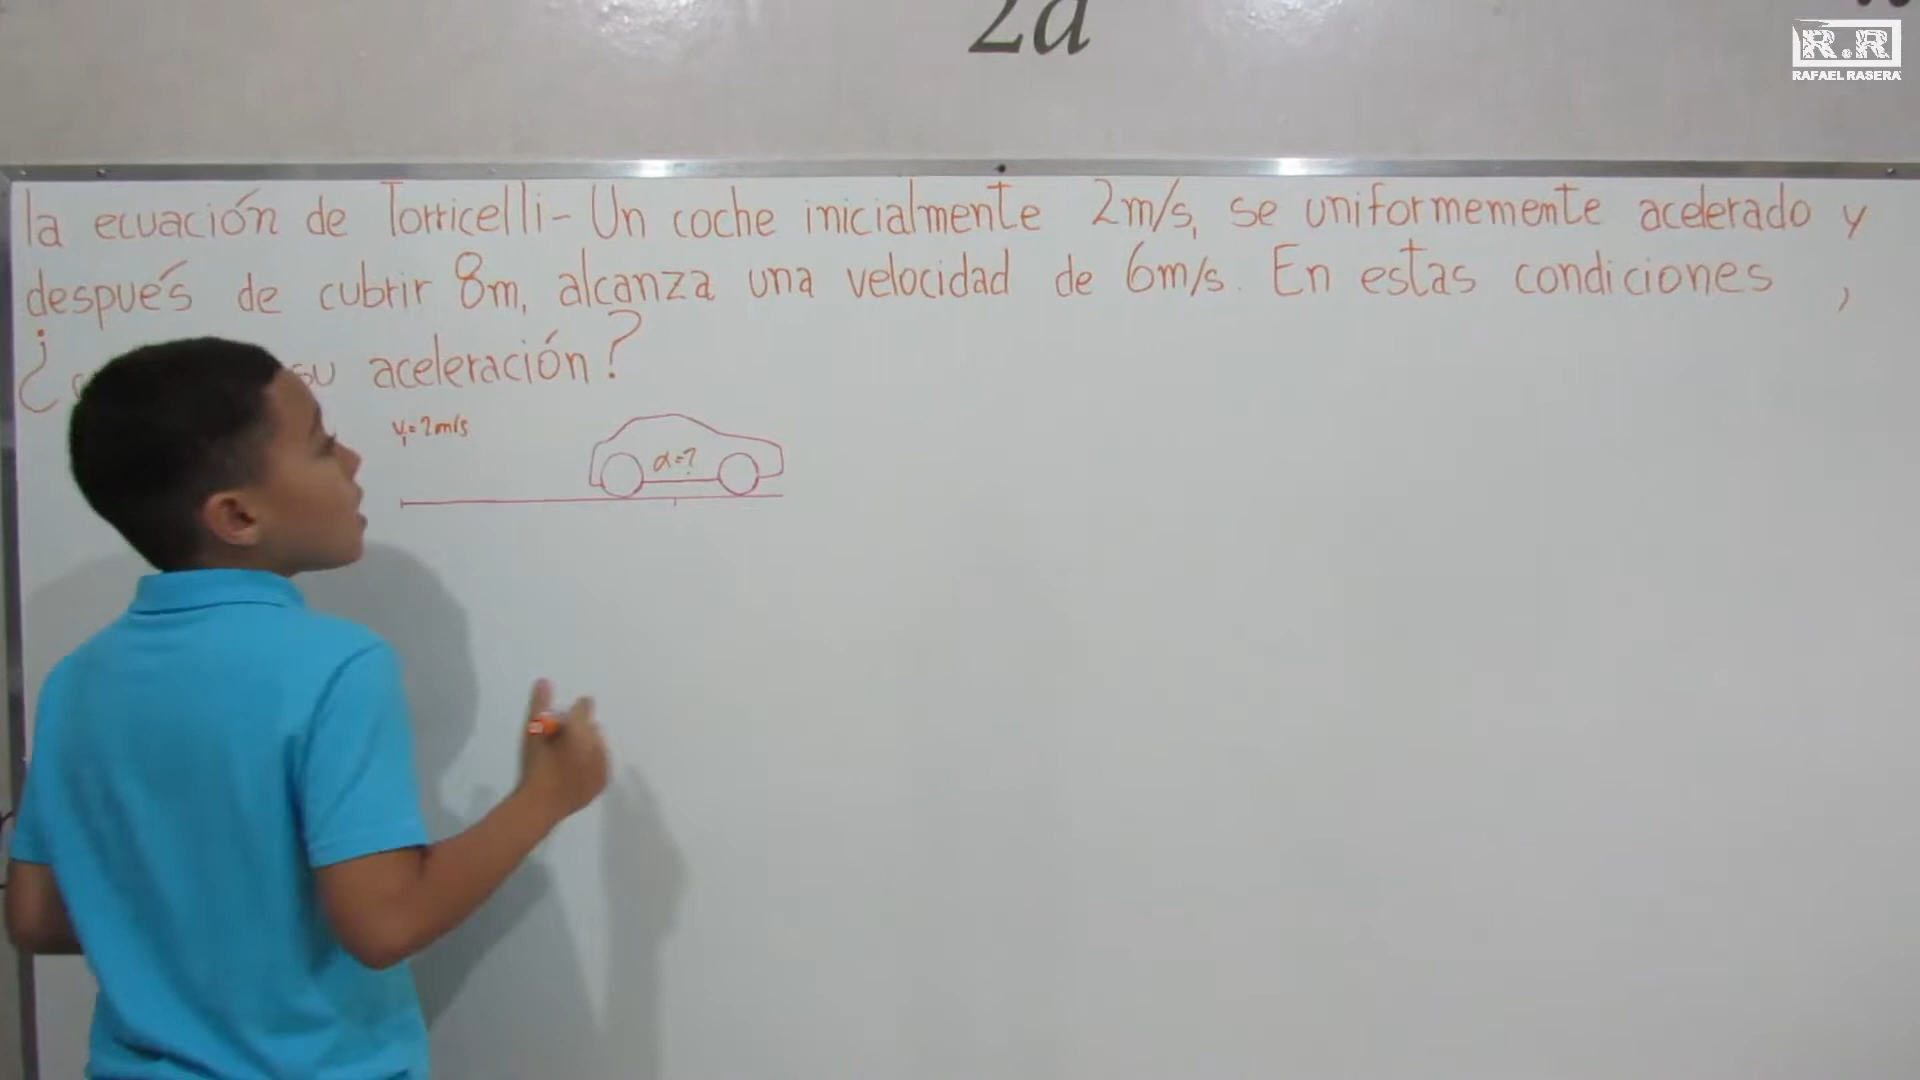 2a
R.R
RAFAEL RASERA
la ecuación de Torricelli - Un coche inicialmente 2m/s, se uniformemente acelerado y
después de cubrir 8m, alcanza una velocidad de 6m/s. En estas condiciones ,
¿ su aceleración?
v₁=2m/s
a=?